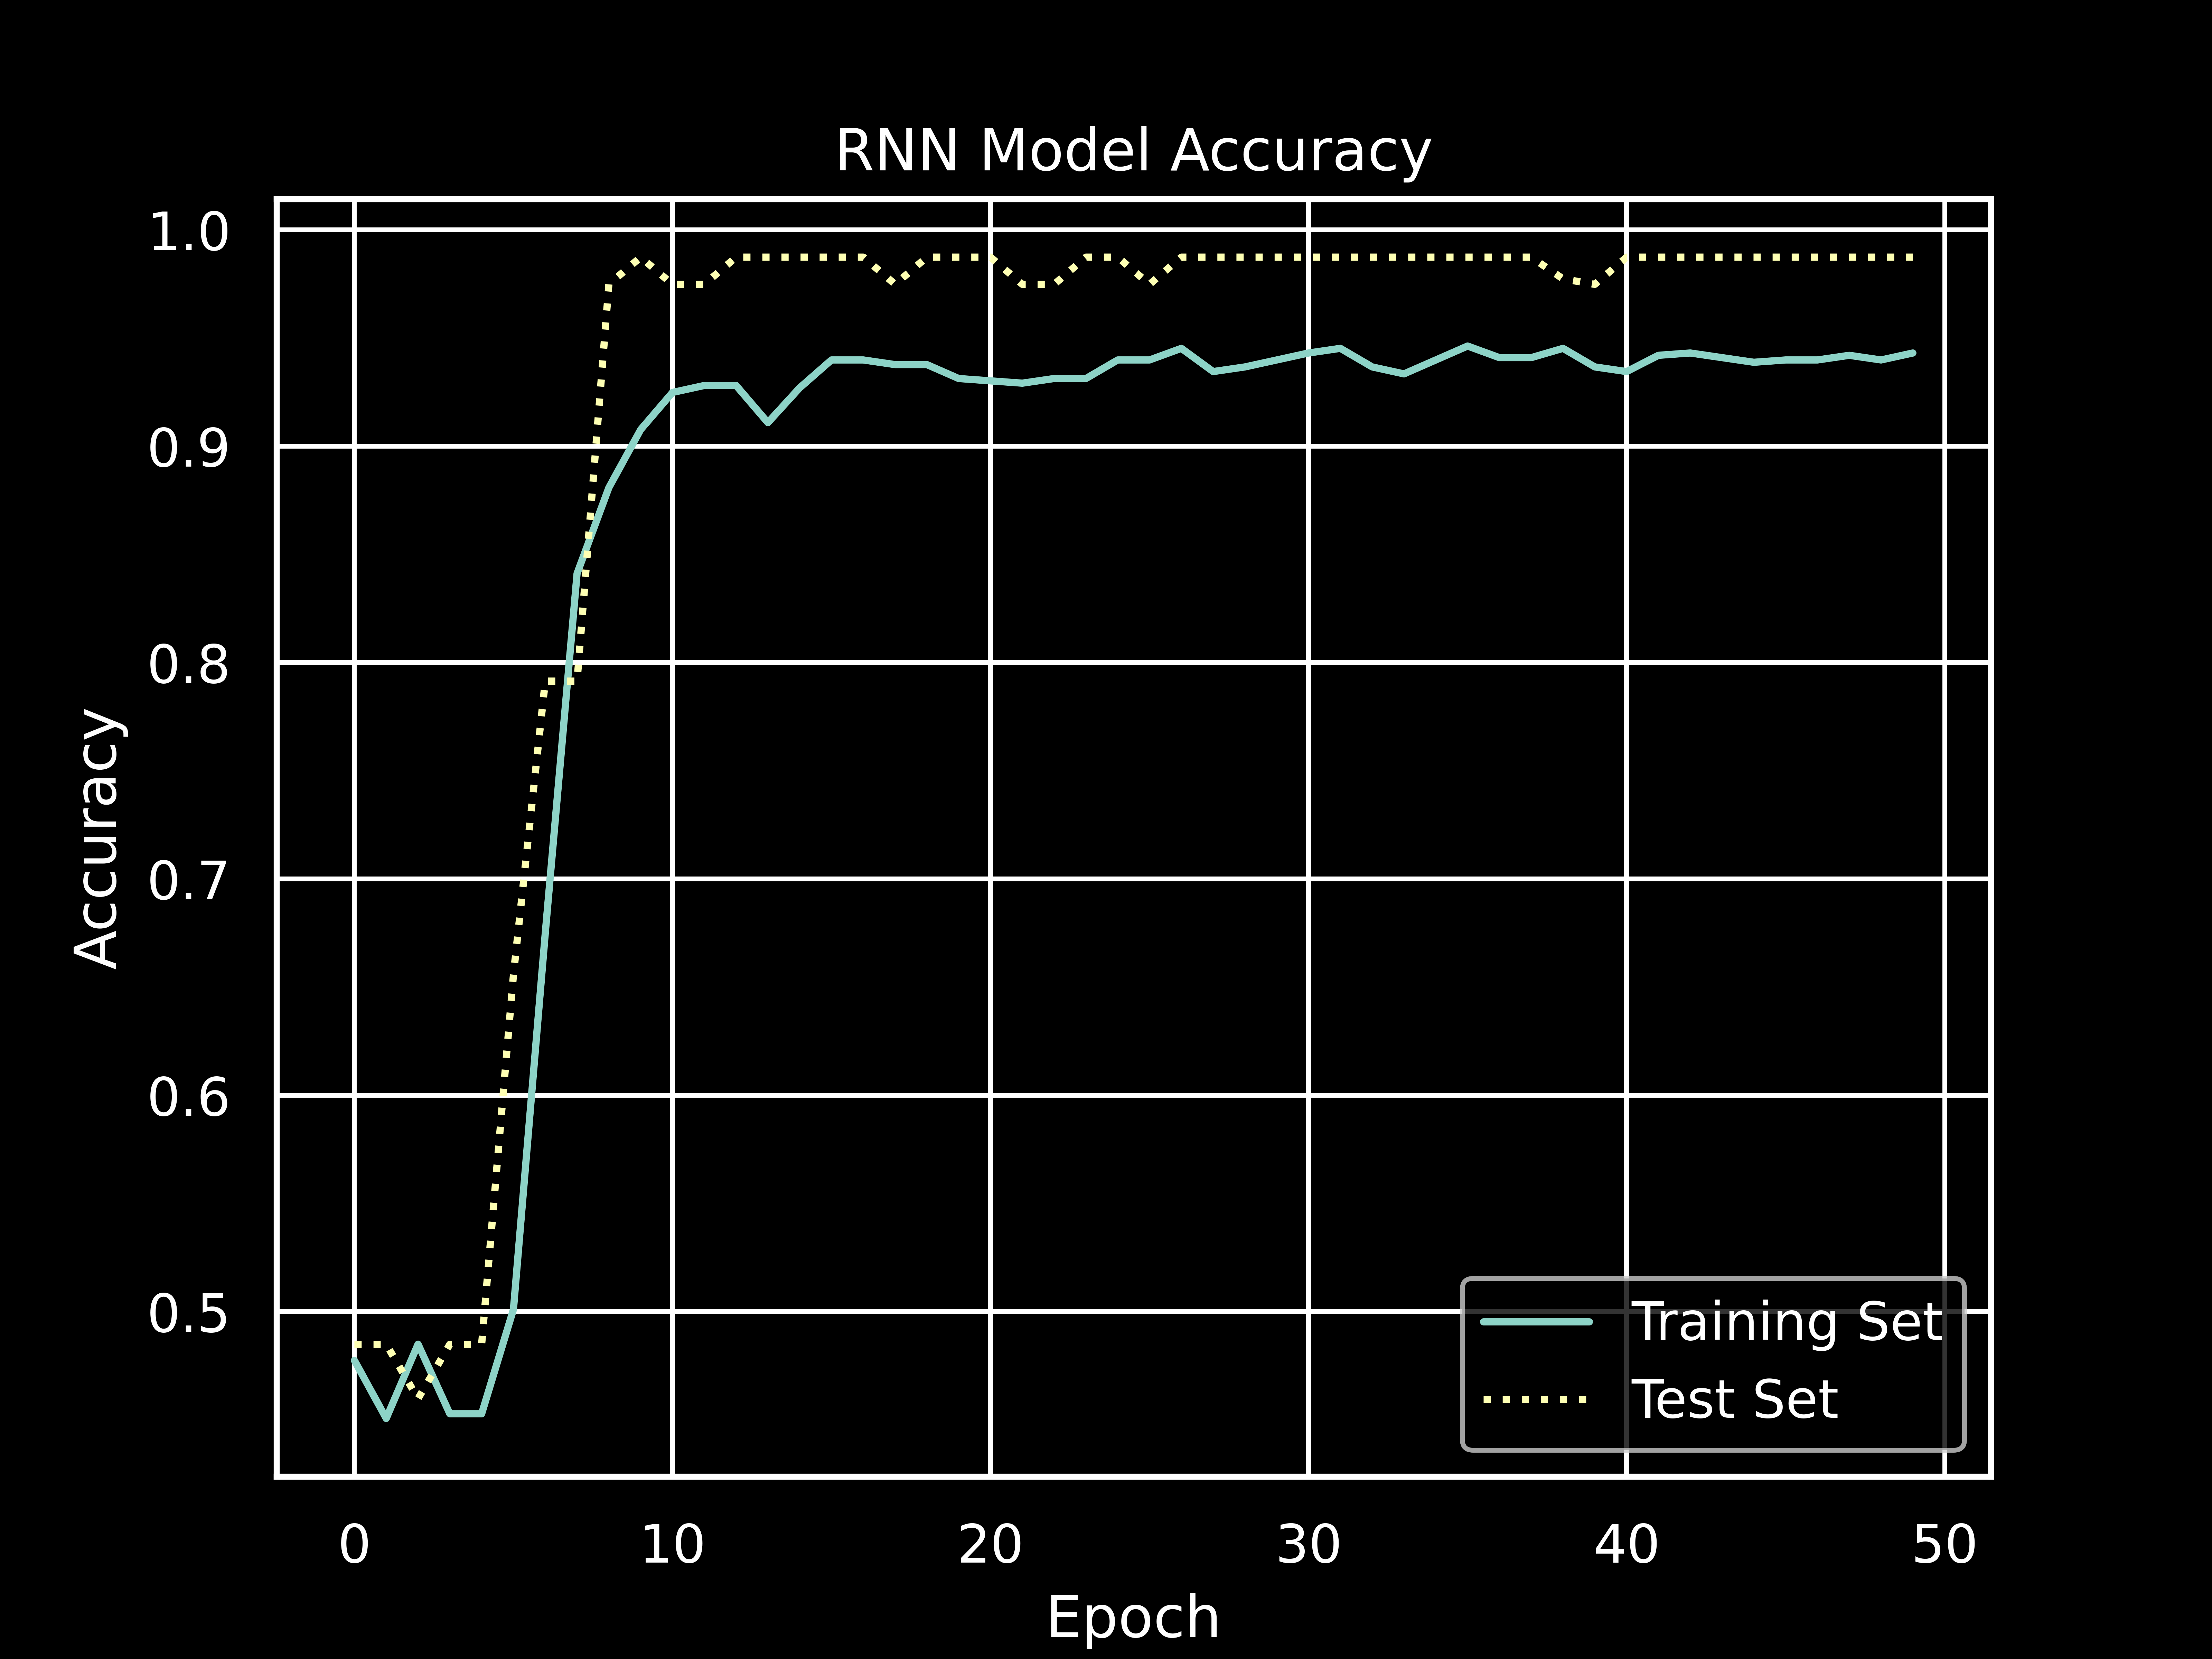 RNN Model Accuracy
1.0
0.9
0.8
0.7
0.6
0.5
Accuracy
0 10 20 30 40 50
Epoch
Training Set
Test Set